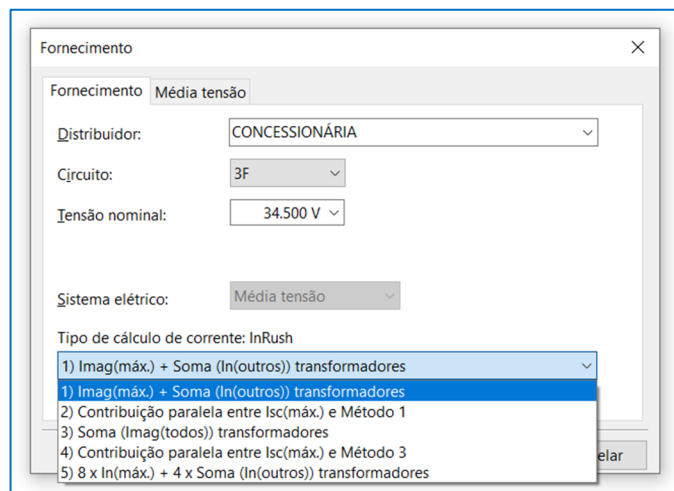 Fornecimento
Fornecimento Média tensão
Distribuidor: CONCESSIONÁRIA
Circuito: 3F
Tensão nominal: 34.500 V
Sistema elétrico: Média tensão
Tipo de cálculo de corrente: InRush
1) Imag(máx.) + Soma (In(outros)) transformadores
1) Imag(máx.) + Soma (In(outros)) transformadores
2) Contribuição paralela entre Isc(máx.) e Método 1
3) Soma (Imag(todos)) transformadores
4) Contribuição paralela entre Isc(máx.) e Método 3
elar
5) 8 x In(máx.) + 4 x Soma (In(outros)) transformadores